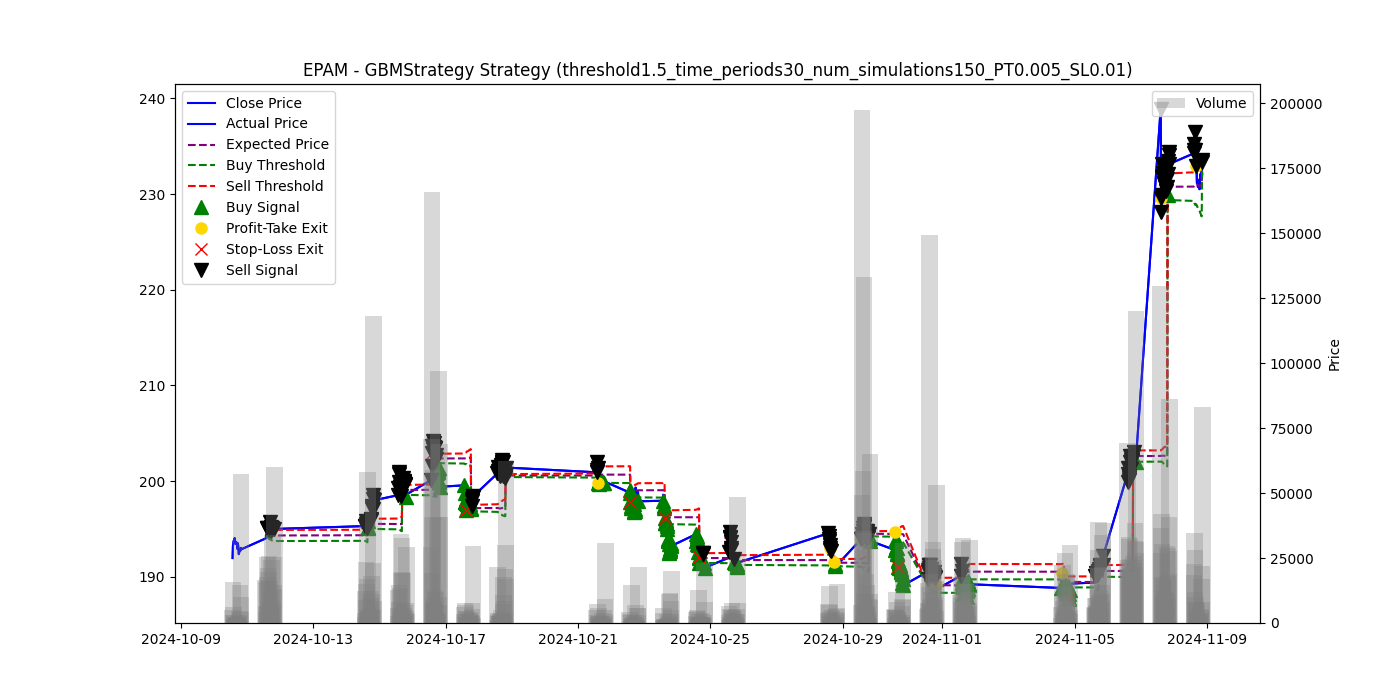 EPAM - GBMStrategy Strategy (threshold1.5_time_periods30_num_simulations150_PT0.005_SL0.01)
240
230
220
210
200
190
Close Price
Actual Price
Expected Price
Buy Threshold
Sell Threshold
Buy Signal
Profit-Take Exit
Stop-Loss Exit
Sell Signal
Volume
200000
175000
150000
125000
100000
75000
50000
25000
0
Price
2024-10-09
2024-10-13
2024-10-17
2024-10-21
2024-10-25
2024-10-29
2024-11-01
2024-11-05
2024-11-09